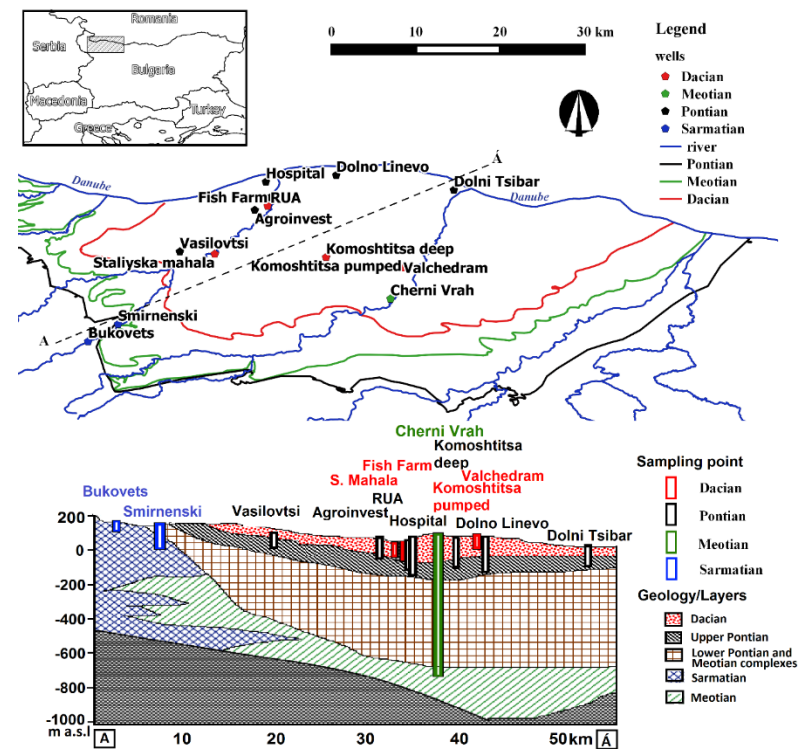 Romania
Serbia
Bulgaria
Macedonia
Turkay
Greece
0 10 20 30 km
Legend
wells
Dacian
Meotian
Pontian
Sarmatian
river
Pontian
Meotian
Dacian
Á
Danube
Hospital
Dolno Linevo
Dolni Tsibar
Danube
Fish Farm RUA
Agroinvest
Vasilovtsi
Staliyska mahala
Komoshtitsa deep
Komoshtitsa pumped
Valchedram
Cherni Vrah
Smirnenski
Bukovets
A
Cherni Vrah
Komoshtitsa
deep
Fish Farm
S. Mahala
Valchedram
Komoshtitsa
pumped
Bukovets
Smirnenski
Vasilovtsi
RUA
Agroinvest
Hospital
Dolno Linevo
Dolni Tsibar
200
0
-200
-400
-600
-800
-1000
m a.s.l
A 10 20 30 40 50km Á
Sampling point
Dacian
Pontian
Meotian
Sarmatian
Geology/Layers
Dacian
Upper Pontian
Lower Pontian and
Meotian complexes
Sarmatian
Meotian